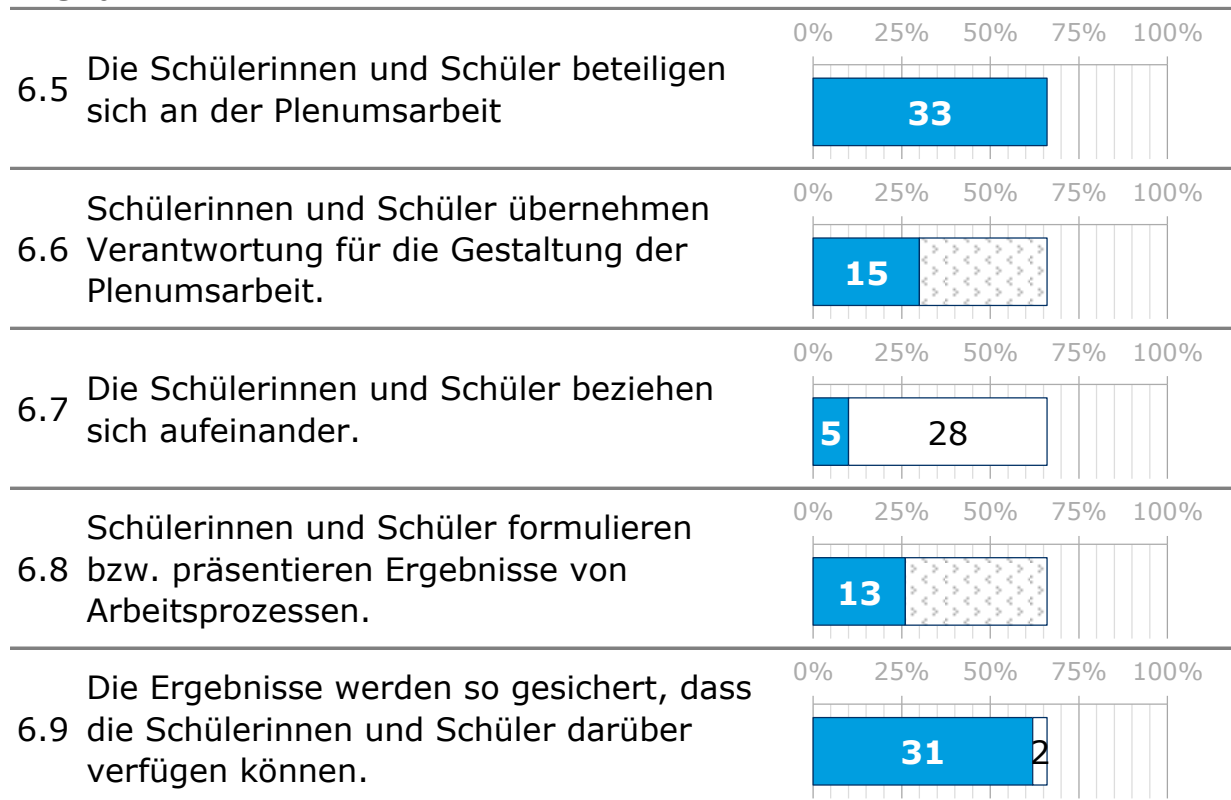 0% 25% 50% 75% 100%
6.5 Die Schülerinnen und Schüler beteiligen
sich an der Plenumsarbeit
33
0% 25% 50% 75% 100%
Schülerinnen und Schüler übernehmen
6.6 Verantwortung für die Gestaltung der
Plenumsarbeit.
15
0% 25% 50% 75% 100%
6.7 Die Schülerinnen und Schüler beziehen
sich aufeinander.
5 28
0% 25% 50% 75% 100%
Schülerinnen und Schüler formulieren
6.8 bzw. präsentieren Ergebnisse von
Arbeitsprozessen.
13
0% 25% 50% 75% 100%
Die Ergebnisse werden so gesichert, dass
6.9 die Schülerinnen und Schüler darüber
verfügen können.
31 2